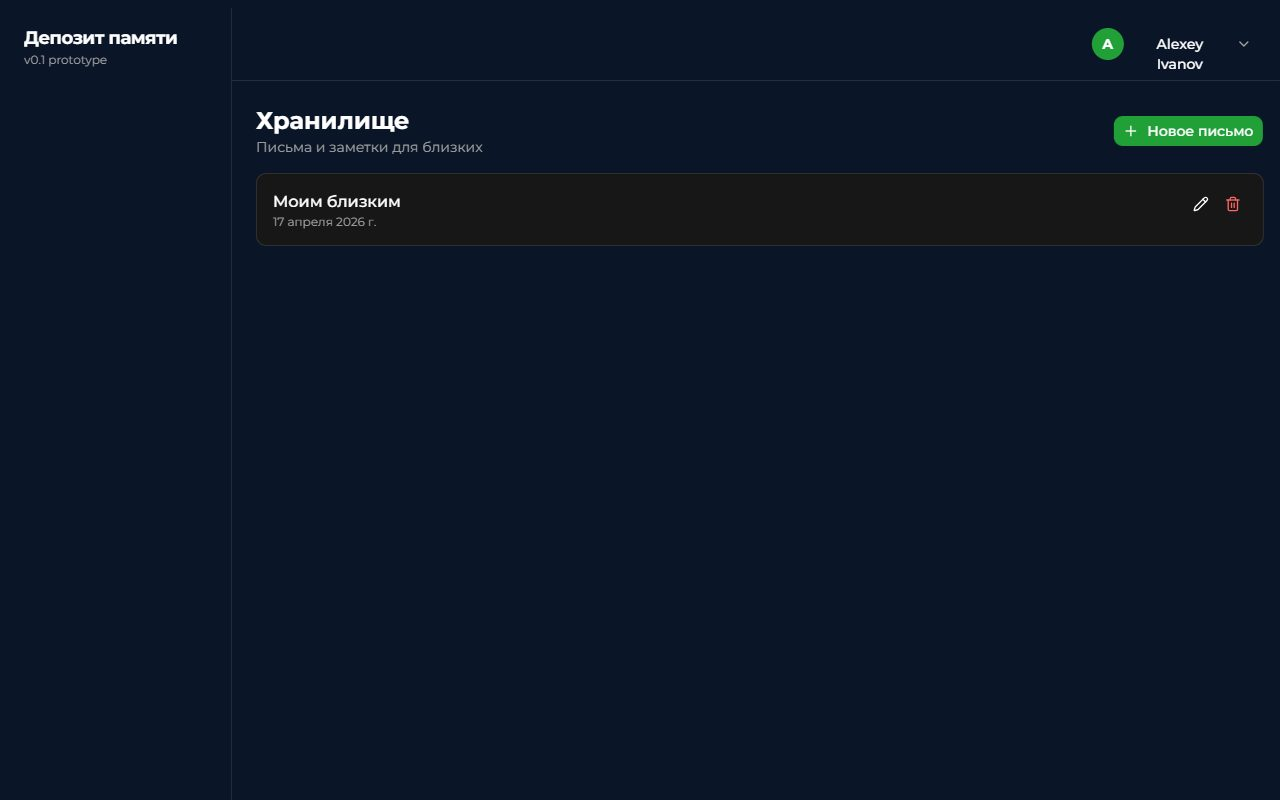 Депозит памяти
v0.1 prototype
A
Alexey
Ivanov
Хранилище
Письма и заметки для близких
+ Новое письмо
Моим близким
17 апреля 2026 г.